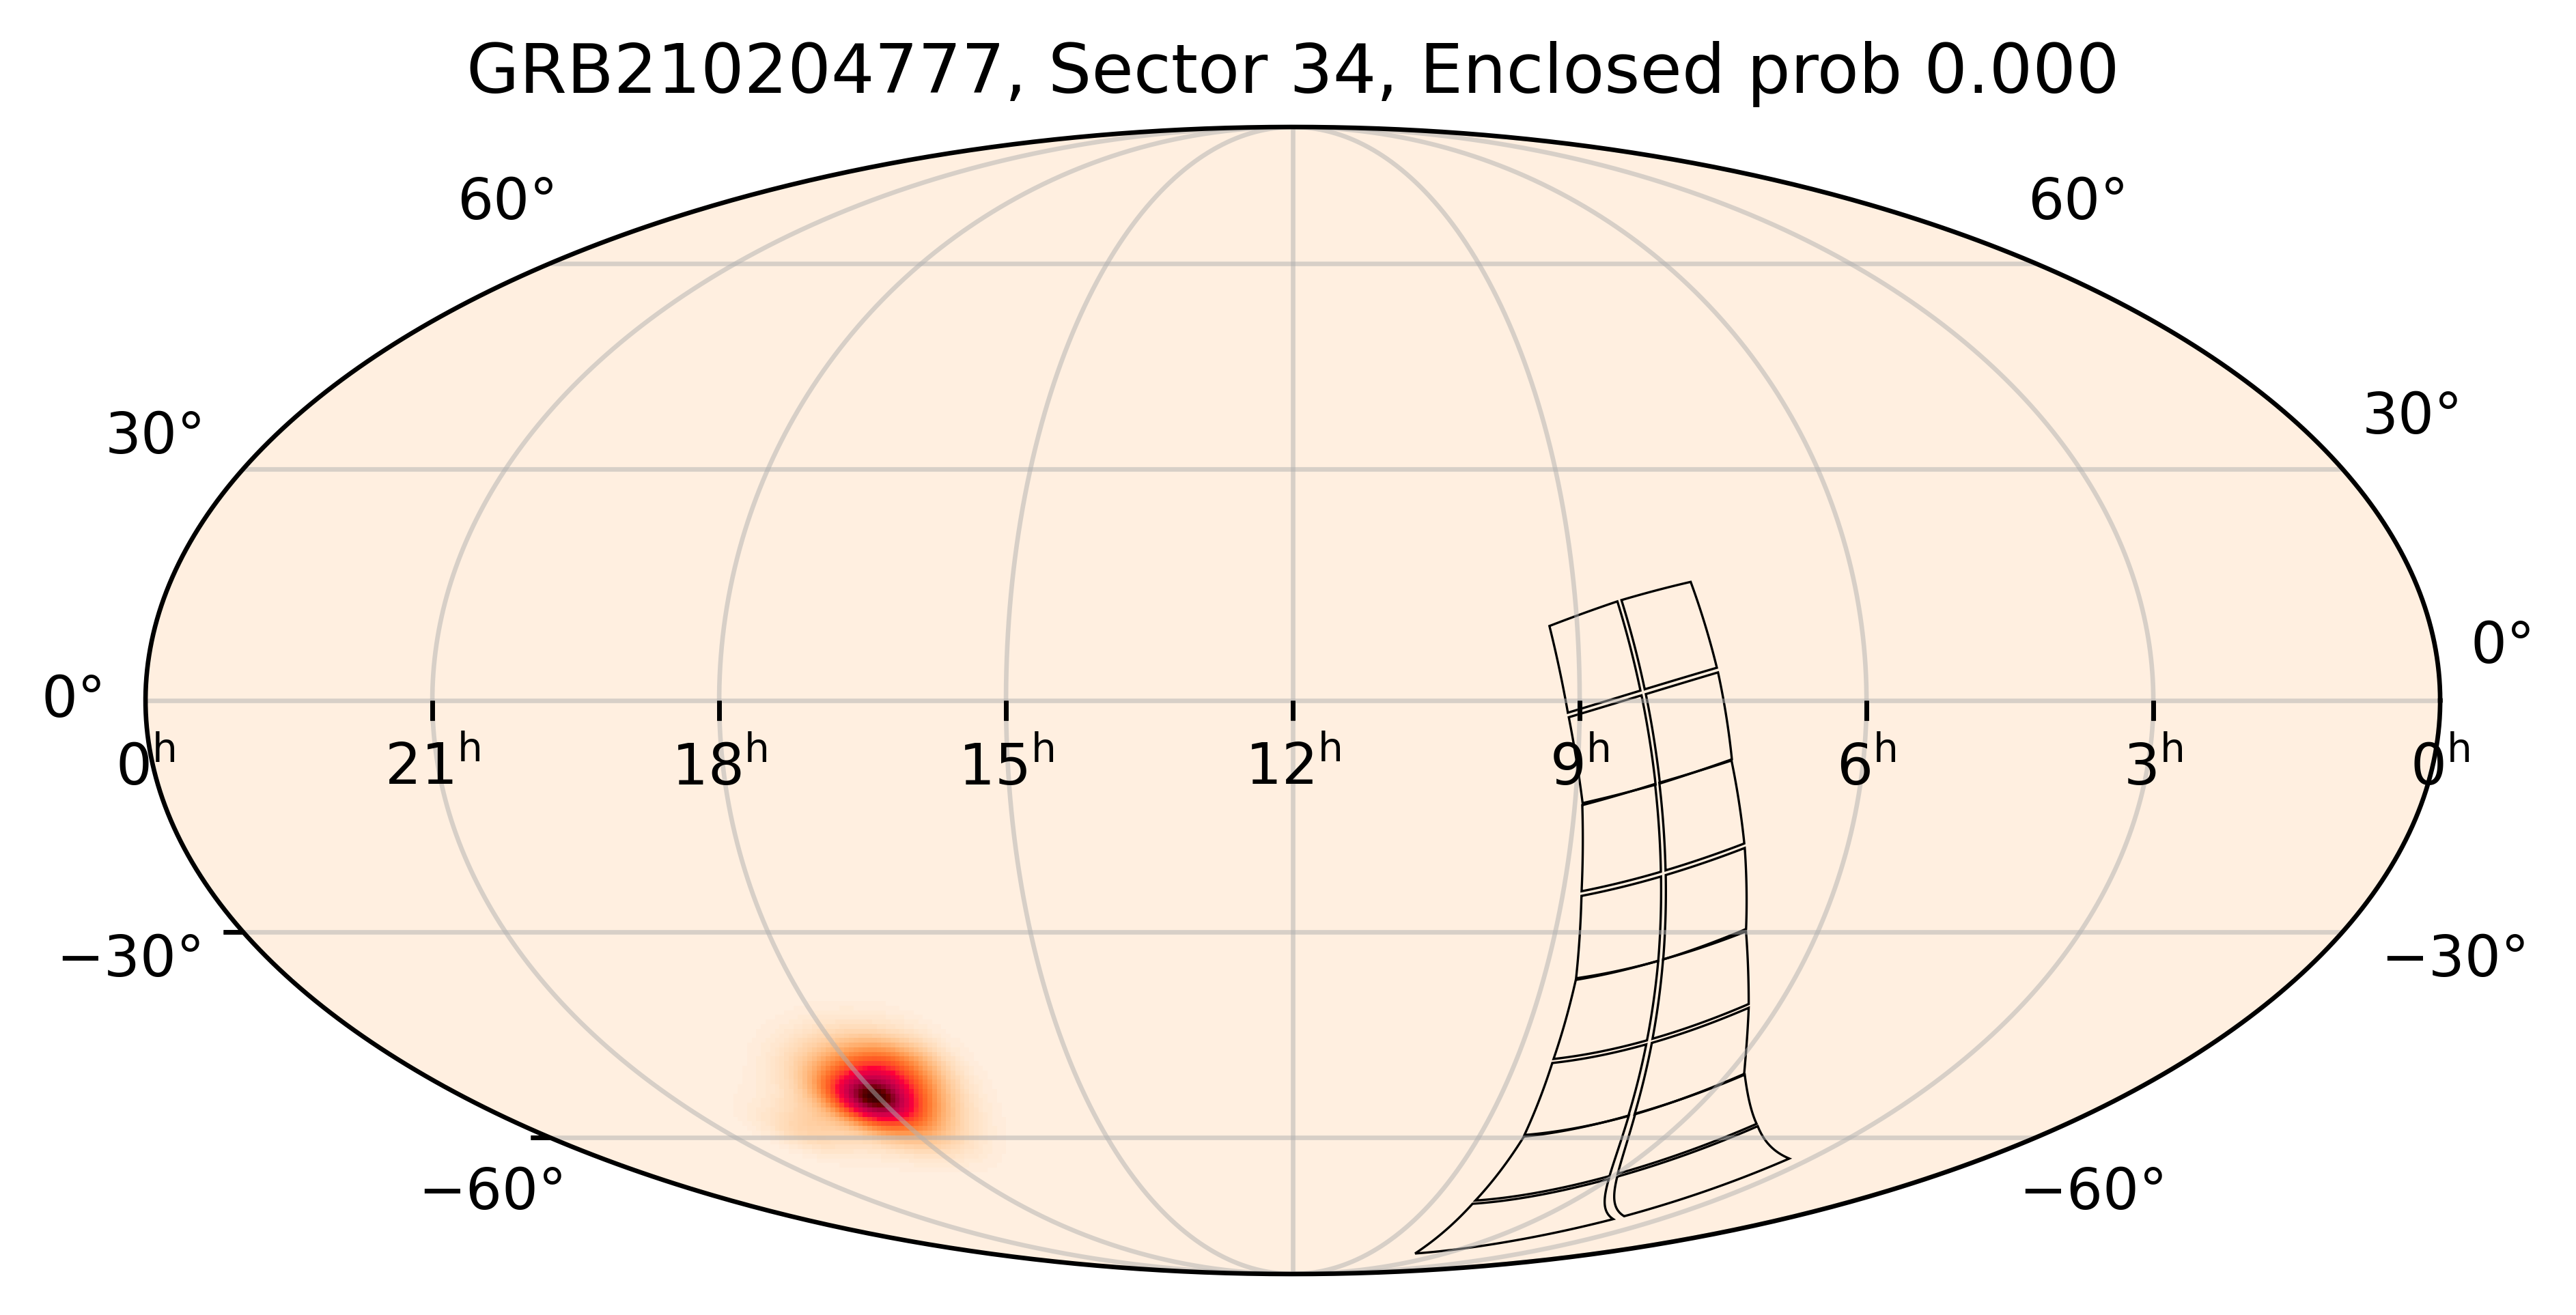 GRB210204777, Sector 34, Enclosed prob 0.000
60° 60°
30° 30°
0° 0°
0ʰ 21ʰ 18ʰ 15ʰ 12ʰ 9ʰ 6ʰ 3ʰ 0ʰ
−30° −30°
−60° −60°